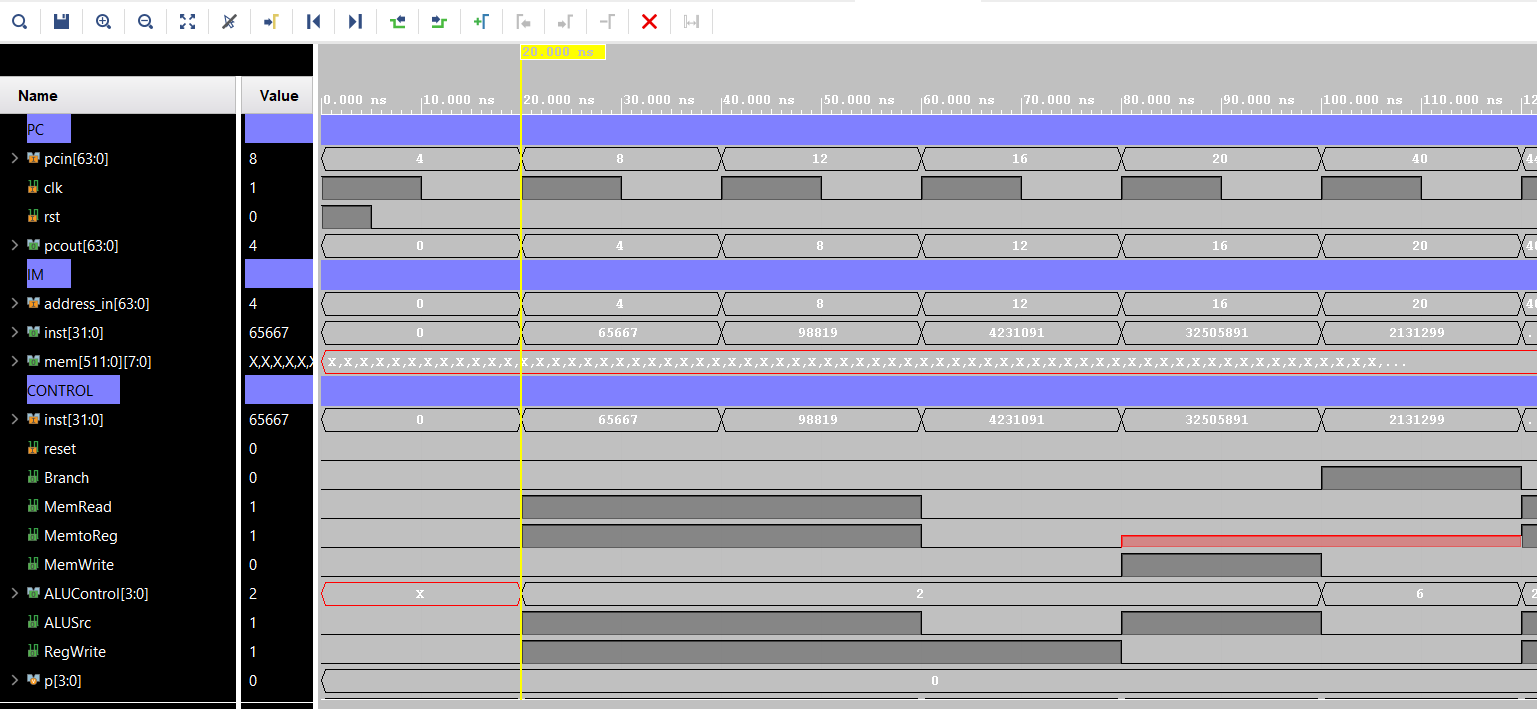 20.000 ns
Name Value
0.000 ns 10.000 ns 20.000 ns 30.000 ns 40.000 ns 50.000 ns 60.000 ns 70.000 ns 80.000 ns 90.000 ns 100.000 ns 110.000 ns 12
PC
pcin[63:0] 8 4 8 12 16 20 40 44
clk 1
rst 0
pcout[63:0] 4 0 4 8 12 16 20 40
IM
address_in[63:0] 4 0 4 8 12 16 20 40
inst[31:0] 65667 0 65667 98819 4231091 32505891 2131299 .
mem[511:0][7:0] X,X,X,X,X,X X,X,X,X,X,X,X,X,X,X,X,X,X,X,X,X,X,X,X,X,X,X,X,X,X,X,X,X,X,X,X,X,X,X,X,X,X,X,X,X,X,X,X,X,X,X,X,X,X,X,X,X,X,X,X,X,X,X,X,X,X,X,...
CONTROL
inst[31:0] 65667 0 65667 98819 4231091 32505891 2131299 .
reset 0
Branch 0
MemRead 1
MemtoReg 1
MemWrite 0
ALUControl[3:0] 2 X 2 6 2
ALUSrc 1
RegWrite 1
p[3:0] 0 0